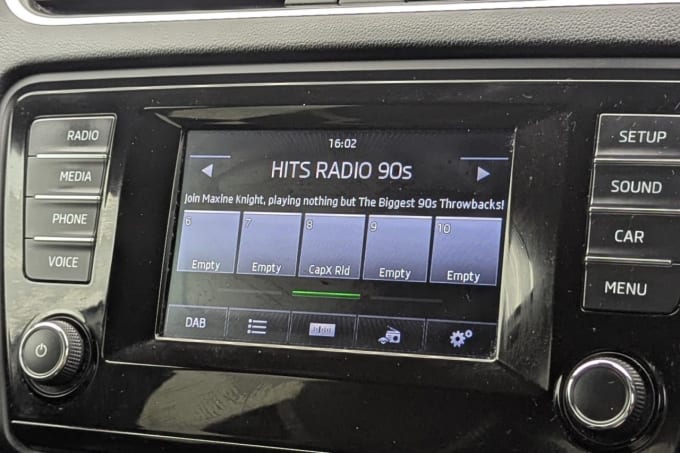 16:02
HITS RADIO 90s
Join Maxine Knight, playing nothing but The Biggest 90s Throwbacks!
6 7 8 9 10
Empty Empty CapX Rld Empty Empty
DAB
RADIO
MEDIA
PHONE
VOICE
SETUP
SOUND
CAR
MENU